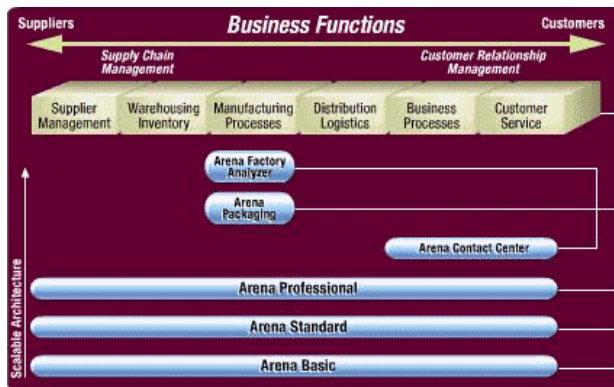 Suppliers
Business Functions
Customers
Supply Chain
Management
Customer Relationship
Management
Supplier
Management
Warehousing
Inventory
Manufacturing
Processes
Distribution
Logistics
Business
Processes
Customer
Service
Arena Factory
Analyzer
Arena
Packaging
Arena Contact Center
Arena Professional
Arena Standard
Arena Basic
Scalable Architecture